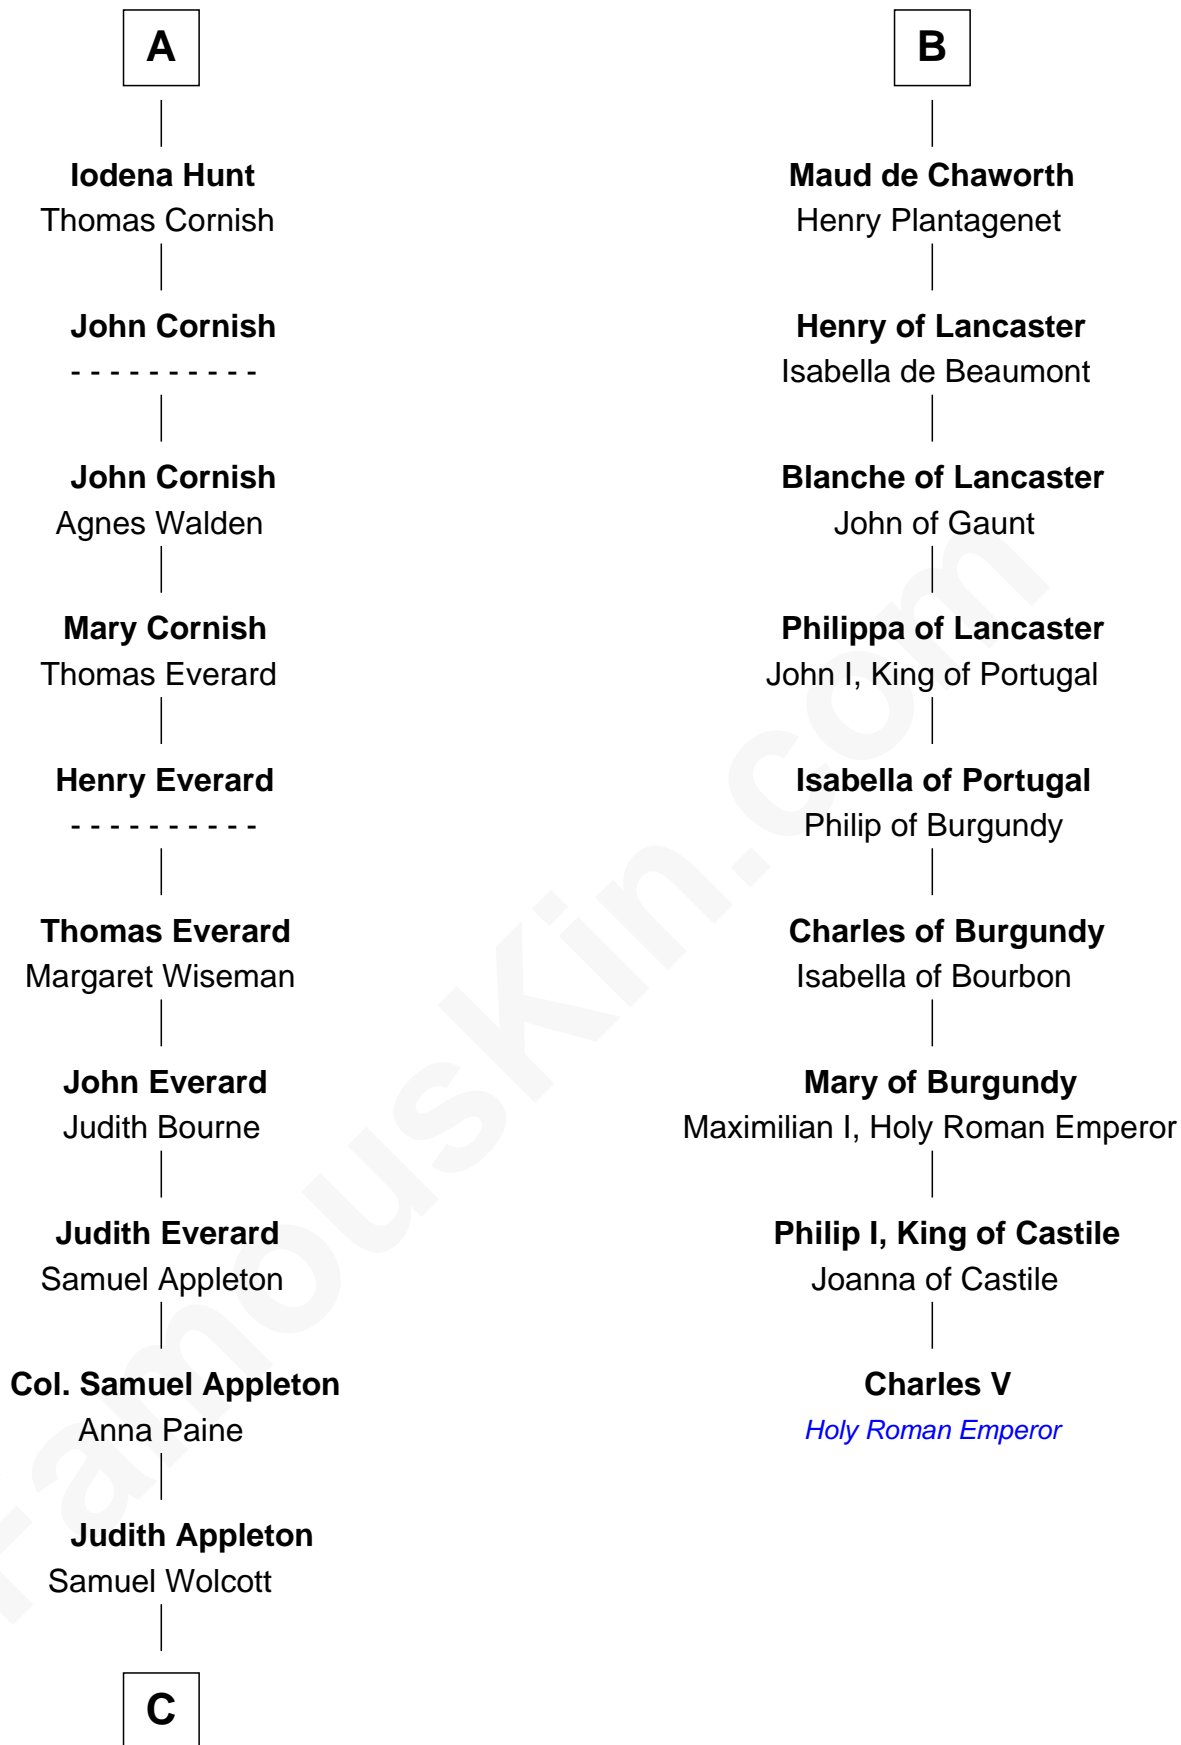 A
Iodena Hunt
Thomas Cornish
John Cornish
- - - - - - - - - -
John Cornish
Agnes Walden
Mary Cornish
Thomas Everard
Henry Everard
- - - - - - - - - -
Thomas Everard
Margaret Wiseman
John Everard
Judith Bourne
Judith Everard
Samuel Appleton
Col. Samuel Appleton
Anna Paine
Judith Appleton
Samuel Wolcott
C
B
Maud de Chaworth
Henry Plantagenet
Henry of Lancaster
Isabella de Beaumont
Blanche of Lancaster
John of Gaunt
Philippa of Lancaster
John I, King of Portugal
Isabella of Portugal
Philip of Burgundy
Charles of Burgundy
Isabella of Bourbon
Mary of Burgundy
Maximilian I, Holy Roman Emperor
Philip I, King of Castile
Joanna of Castile
Charles V
Holy Roman Emperor
FamousKin.com